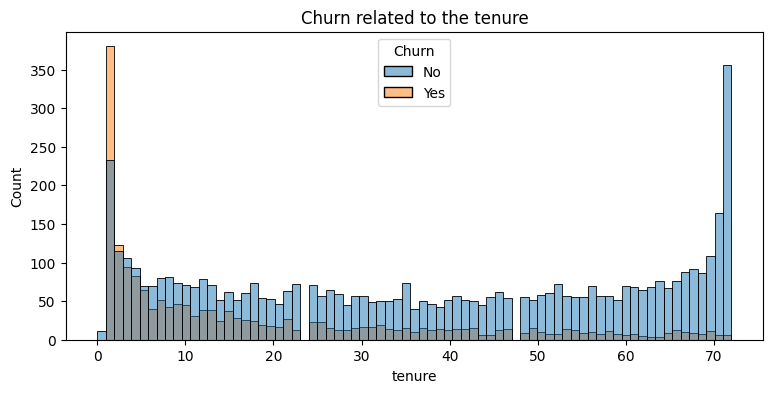 Churn related to the tenure
Churn
No
Yes
Count
350
300
250
200
150
100
50
0
0 10 20 30 40 50 60 70
tenure